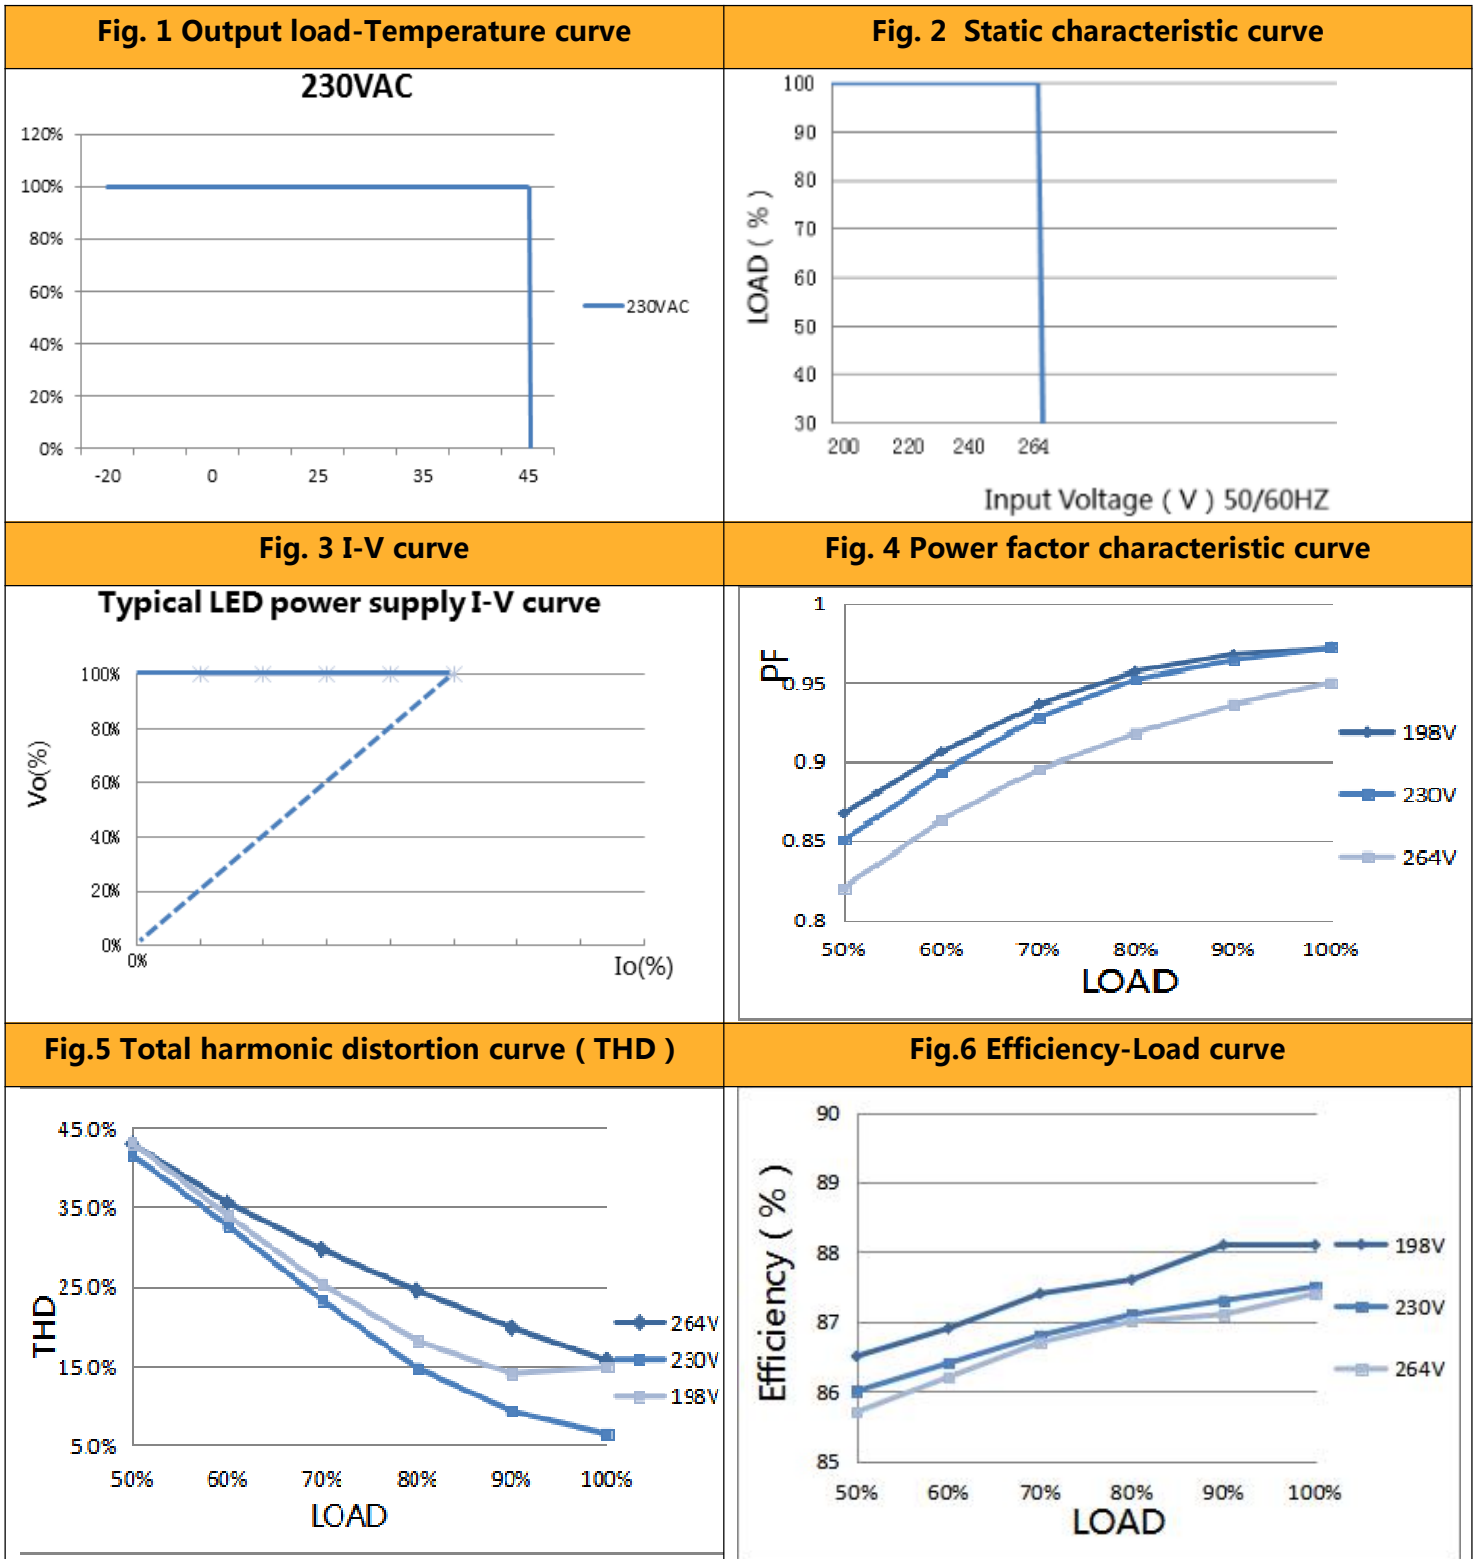 Fig. 1 Output load-Temperature curve
230VAC
120%
100%
80%
60%
40%
20%
0%
-20 0 25 35 45
230VAC
Fig. 2 Static characteristic curve
LOAD ( % )
100
90
80
70
60
50
40
30
200 220 240 264
Input Voltage ( V ) 50/60HZ
Fig. 3 I-V curve
Typical LED power supply I-V curve
Vo(%)
100%
80%
60%
40%
20%
0%
0%
Io(%)
Fig. 4 Power factor characteristic curve
PF
1
0.95
0.9
0.85
0.8
50% 60% 70% 80% 90% 100%
LOAD
198V
230V
264V
Fig.5 Total harmonic distortion curve ( THD )
THD
45.0%
35.0%
25.0%
15.0%
5.0%
50% 60% 70% 80% 90% 100%
LOAD
264V
230V
198V
Fig.6 Efficiency-Load curve
Efficiency ( % )
90
89
88
87
86
85
50% 60% 70% 80% 90% 100%
LOAD
198V
230V
264V